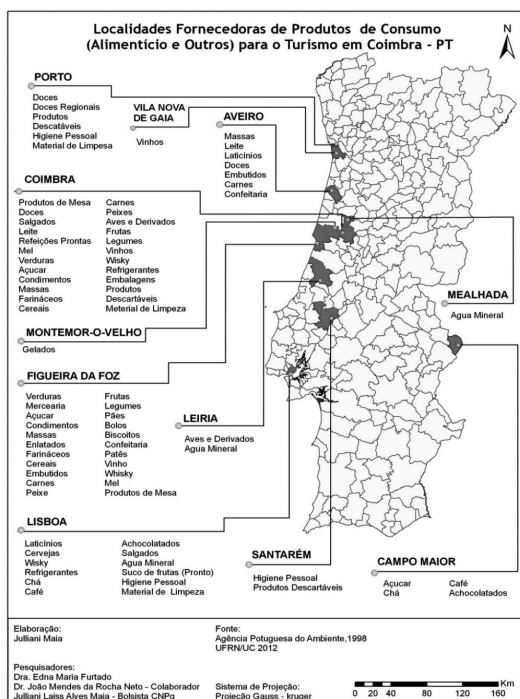 Localidades Fornecedoras de Produtos de Consumo
(Alimentício e Outros) para o Turismo em Coimbra - PT
N
PORTO
Doces
Doces Regionais
Produtos
Descatáveis
Higiene Pessoal
Material de Limpesa
VILA NOVA
DE GAIA
Vinhos
AVEIRO
Massas
Leite
Laticínios
Doces
Embutidos
Carnes
Confeitaria
COIMBRA
Produtos de Mesa
Doces
Salgados
Leite
Refeições Prontas
Mel
Verduras
Açucar
Condimentos
Massas
Farináceos
Cereais
Carnes
Peixes
Aves e Derivados
Frutas
Legumes
Vinhos
Wisky
Refrigerantes
Embalagens
Produtos
Descartáveis
Meterial de Limpeza
MEALHADA
Agua Mineral
MONTEMOR-O-VELHO
Gelados
FIGUEIRA DA FOZ
Verduras
Mercearia
Açucar
Condimentos
Massas
Enlatados
Farináceos
Cereais
Embutidos
Carnes
Peixe
Frutas
Legumes
Pães
Bolos
Biscoitos
Confeitaria
Patês
Vinho
Whisky
Mel
Produtos de Mesa
LEIRIA
Aves e Derivados
Agua Mineral
LISBOA
Laticínios
Cervejas
Wisky
Refrigerantes
Chá
Café
Achocolatados
Salgados
Agua Mineral
Suco de frutas (Pronto)
Higiene Pessoal
Material de Limpeza
SANTARÉM
Higiene Pessoal
Produtos Descartáveis
CAMPO MAIOR
Açucar
Chá
Café
Achocolatados
Elaboração:
Julliani Maia
Fonte:
Agência Potuguesa do Ambiente,1998
UFRN/UC 2012
Pesquisadores:
Dra. Edna Maria Furtado
Dr. João Mendes da Rocha Neto - Colaborador
Julliani Laiss Alves Maia - Bolsista CNPq
Sistema de Projeção:
Projeção Gauss - kruger
Km
0 20 40 80 120 160